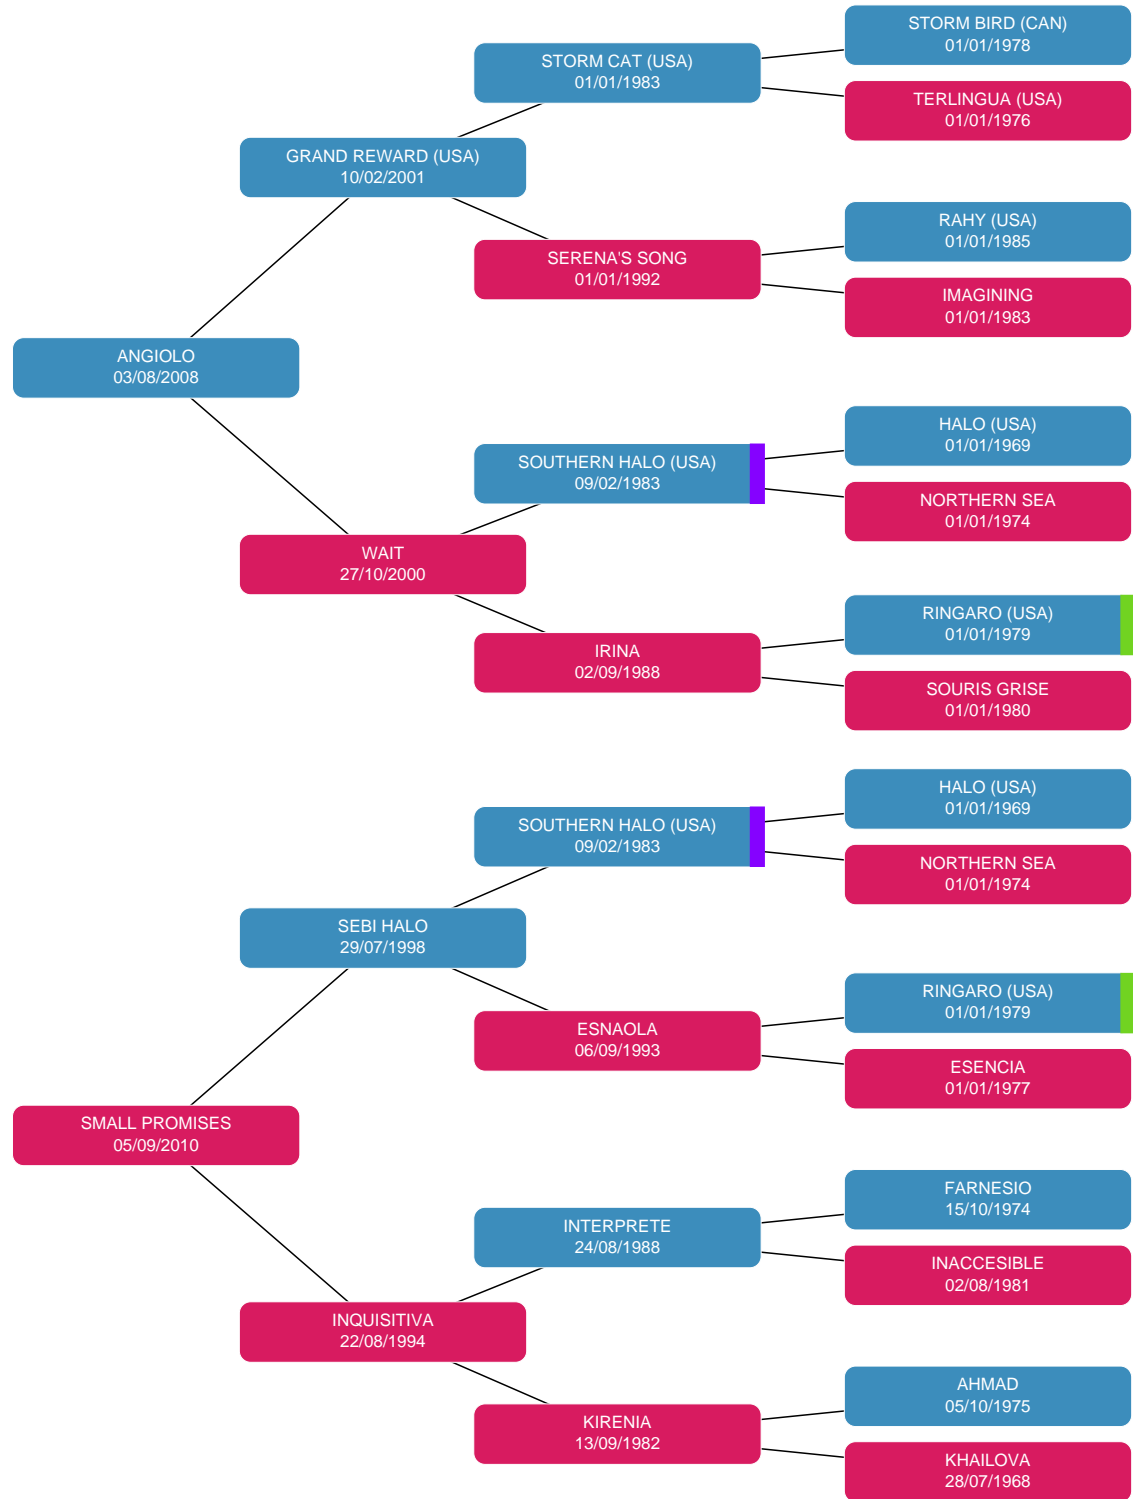 STORM BIRD (CAN)
01/01/1978
STORM CAT (USA)
01/01/1983
TERLINGUA (USA)
01/01/1976
GRAND REWARD (USA)
10/02/2001
RAHY (USA)
01/01/1985
SERENA'S SONG
01/01/1992
IMAGINING
01/01/1983
ANGIOLO
03/08/2008
HALO (USA)
01/01/1969
SOUTHERN HALO (USA)
09/02/1983
NORTHERN SEA
01/01/1974
WAIT
27/10/2000
RINGARO (USA)
01/01/1979
IRINA
02/09/1988
SOURIS GRISE
01/01/1980
HALO (USA)
01/01/1969
SOUTHERN HALO (USA)
09/02/1983
NORTHERN SEA
01/01/1974
SEBI HALO
29/07/1998
RINGARO (USA)
01/01/1979
ESNAOLA
06/09/1993
ESENCIA
01/01/1977
SMALL PROMISES
05/09/2010
FARNESIO
15/10/1974
INTERPRETE
24/08/1988
INACCESIBLE
02/08/1981
INQUISITIVA
22/08/1994
AHMAD
05/10/1975
KIRENIA
13/09/1982
KHAILOVA
28/07/1968